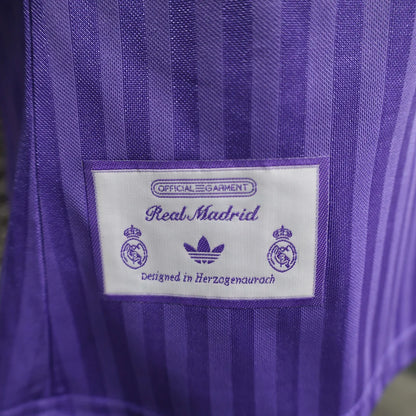 OFFICIAL GARMENT
Real Madrid
Designed in Herzogenaurach